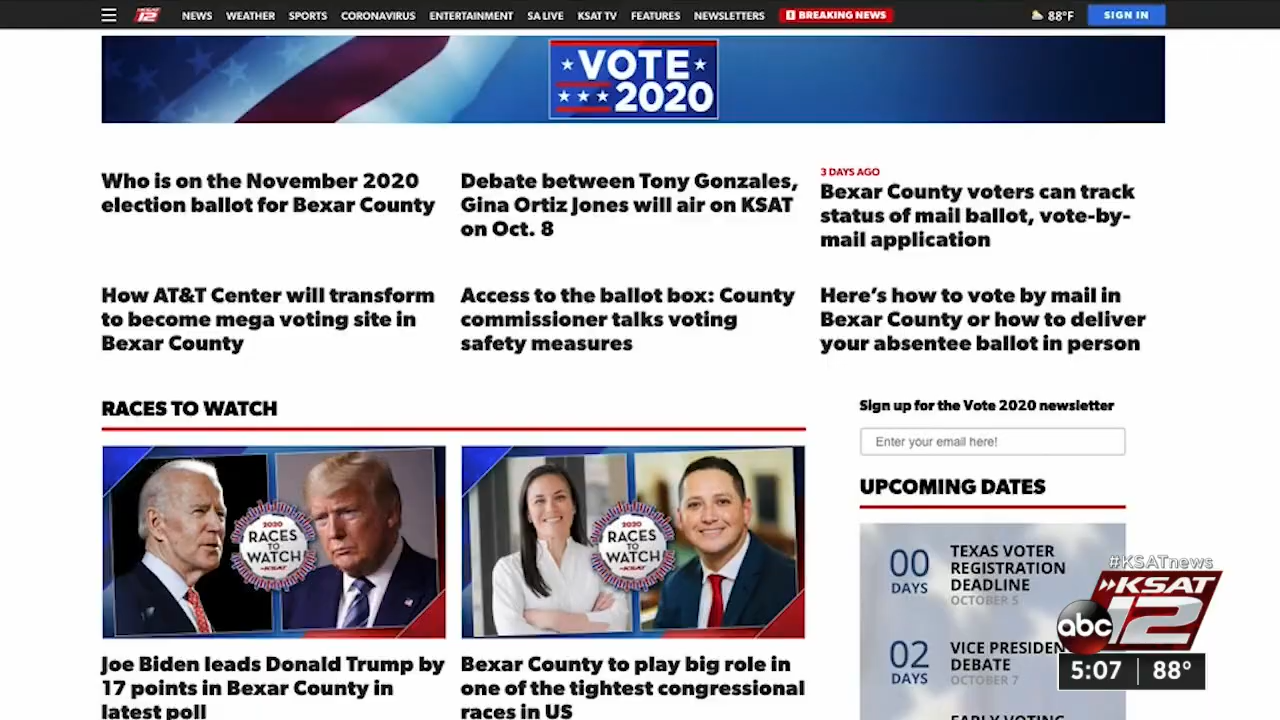 KSAT 12 NEWS WEATHER SPORTS CORONAVIRUS ENTERTAINMENT SA LIVE KSAT TV FEATURES NEWSLETTERS BREAKING NEWS 88°F SIGN IN
VOTE
2020
Who is on the November 2020
election ballot for Bexar County
Debate between Tony Gonzales,
Gina Ortiz Jones will air on KSAT
on Oct. 8
3 DAYS AGO
Bexar County voters can track
status of mail ballot, vote-by-
mail application
How AT&T Center will transform
to become mega voting site in
Bexar County
Access to the ballot box: County
commissioner talks voting
safety measures
Here's how to vote by mail in
Bexar County or how to deliver
your absentee ballot in person
RACES TO WATCH
2020
RACES
TO
WATCH
KSAT
Joe Biden leads Donald Trump by
17 points in Bexar County in
latest poll
2020
RACES
TO
WATCH
KSAT
Bexar County to play big role in
one of the tightest congressional
races in US
Sign up for the Vote 2020 newsletter
Enter your email here!
UPCOMING DATES
00
DAYS
TEXAS VOTER
REGISTRATION
DEADLINE
OCTOBER 5
02
DAYS
VICE PRESIDEN
DEBATE
OCTOBER 7
EARLY VOTING
#KSATnews
KSAT
abc 12
5:07 88°